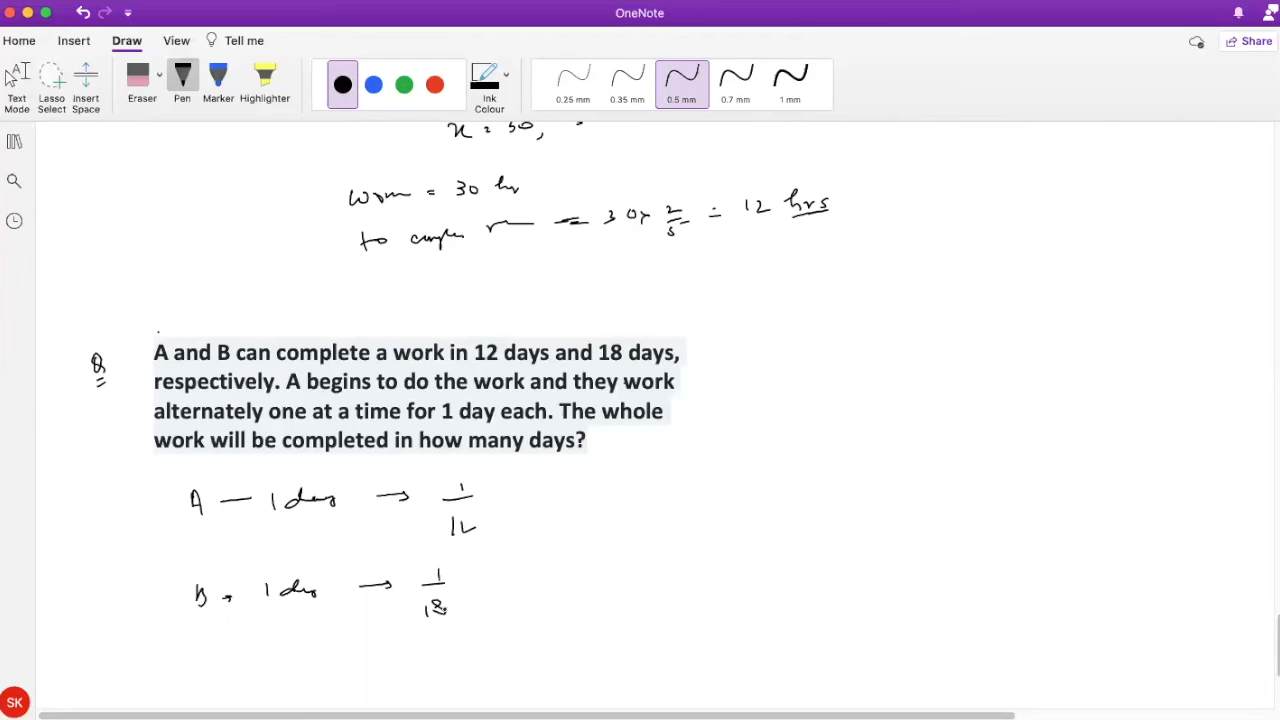 OneNote
Home Insert Draw View Tell me
Share
Text Mode
Lasso Select
Insert Space
Eraser
Pen
Marker
Highlighter
Ink Colour
0.25 mm
0.35 mm
0.5 mm
0.7 mm
1 mm
x = 30,
= 30 hr
to 30 x 2/5 = 12 hrs
Q
A and B can complete a work in 12 days and 18 days,
respectively. A begins to do the work and they work
alternately one at a time for 1 day each. The whole
work will be completed in how many days?
A — 1 day → 1/12
B → 1 day → 1/18
SK